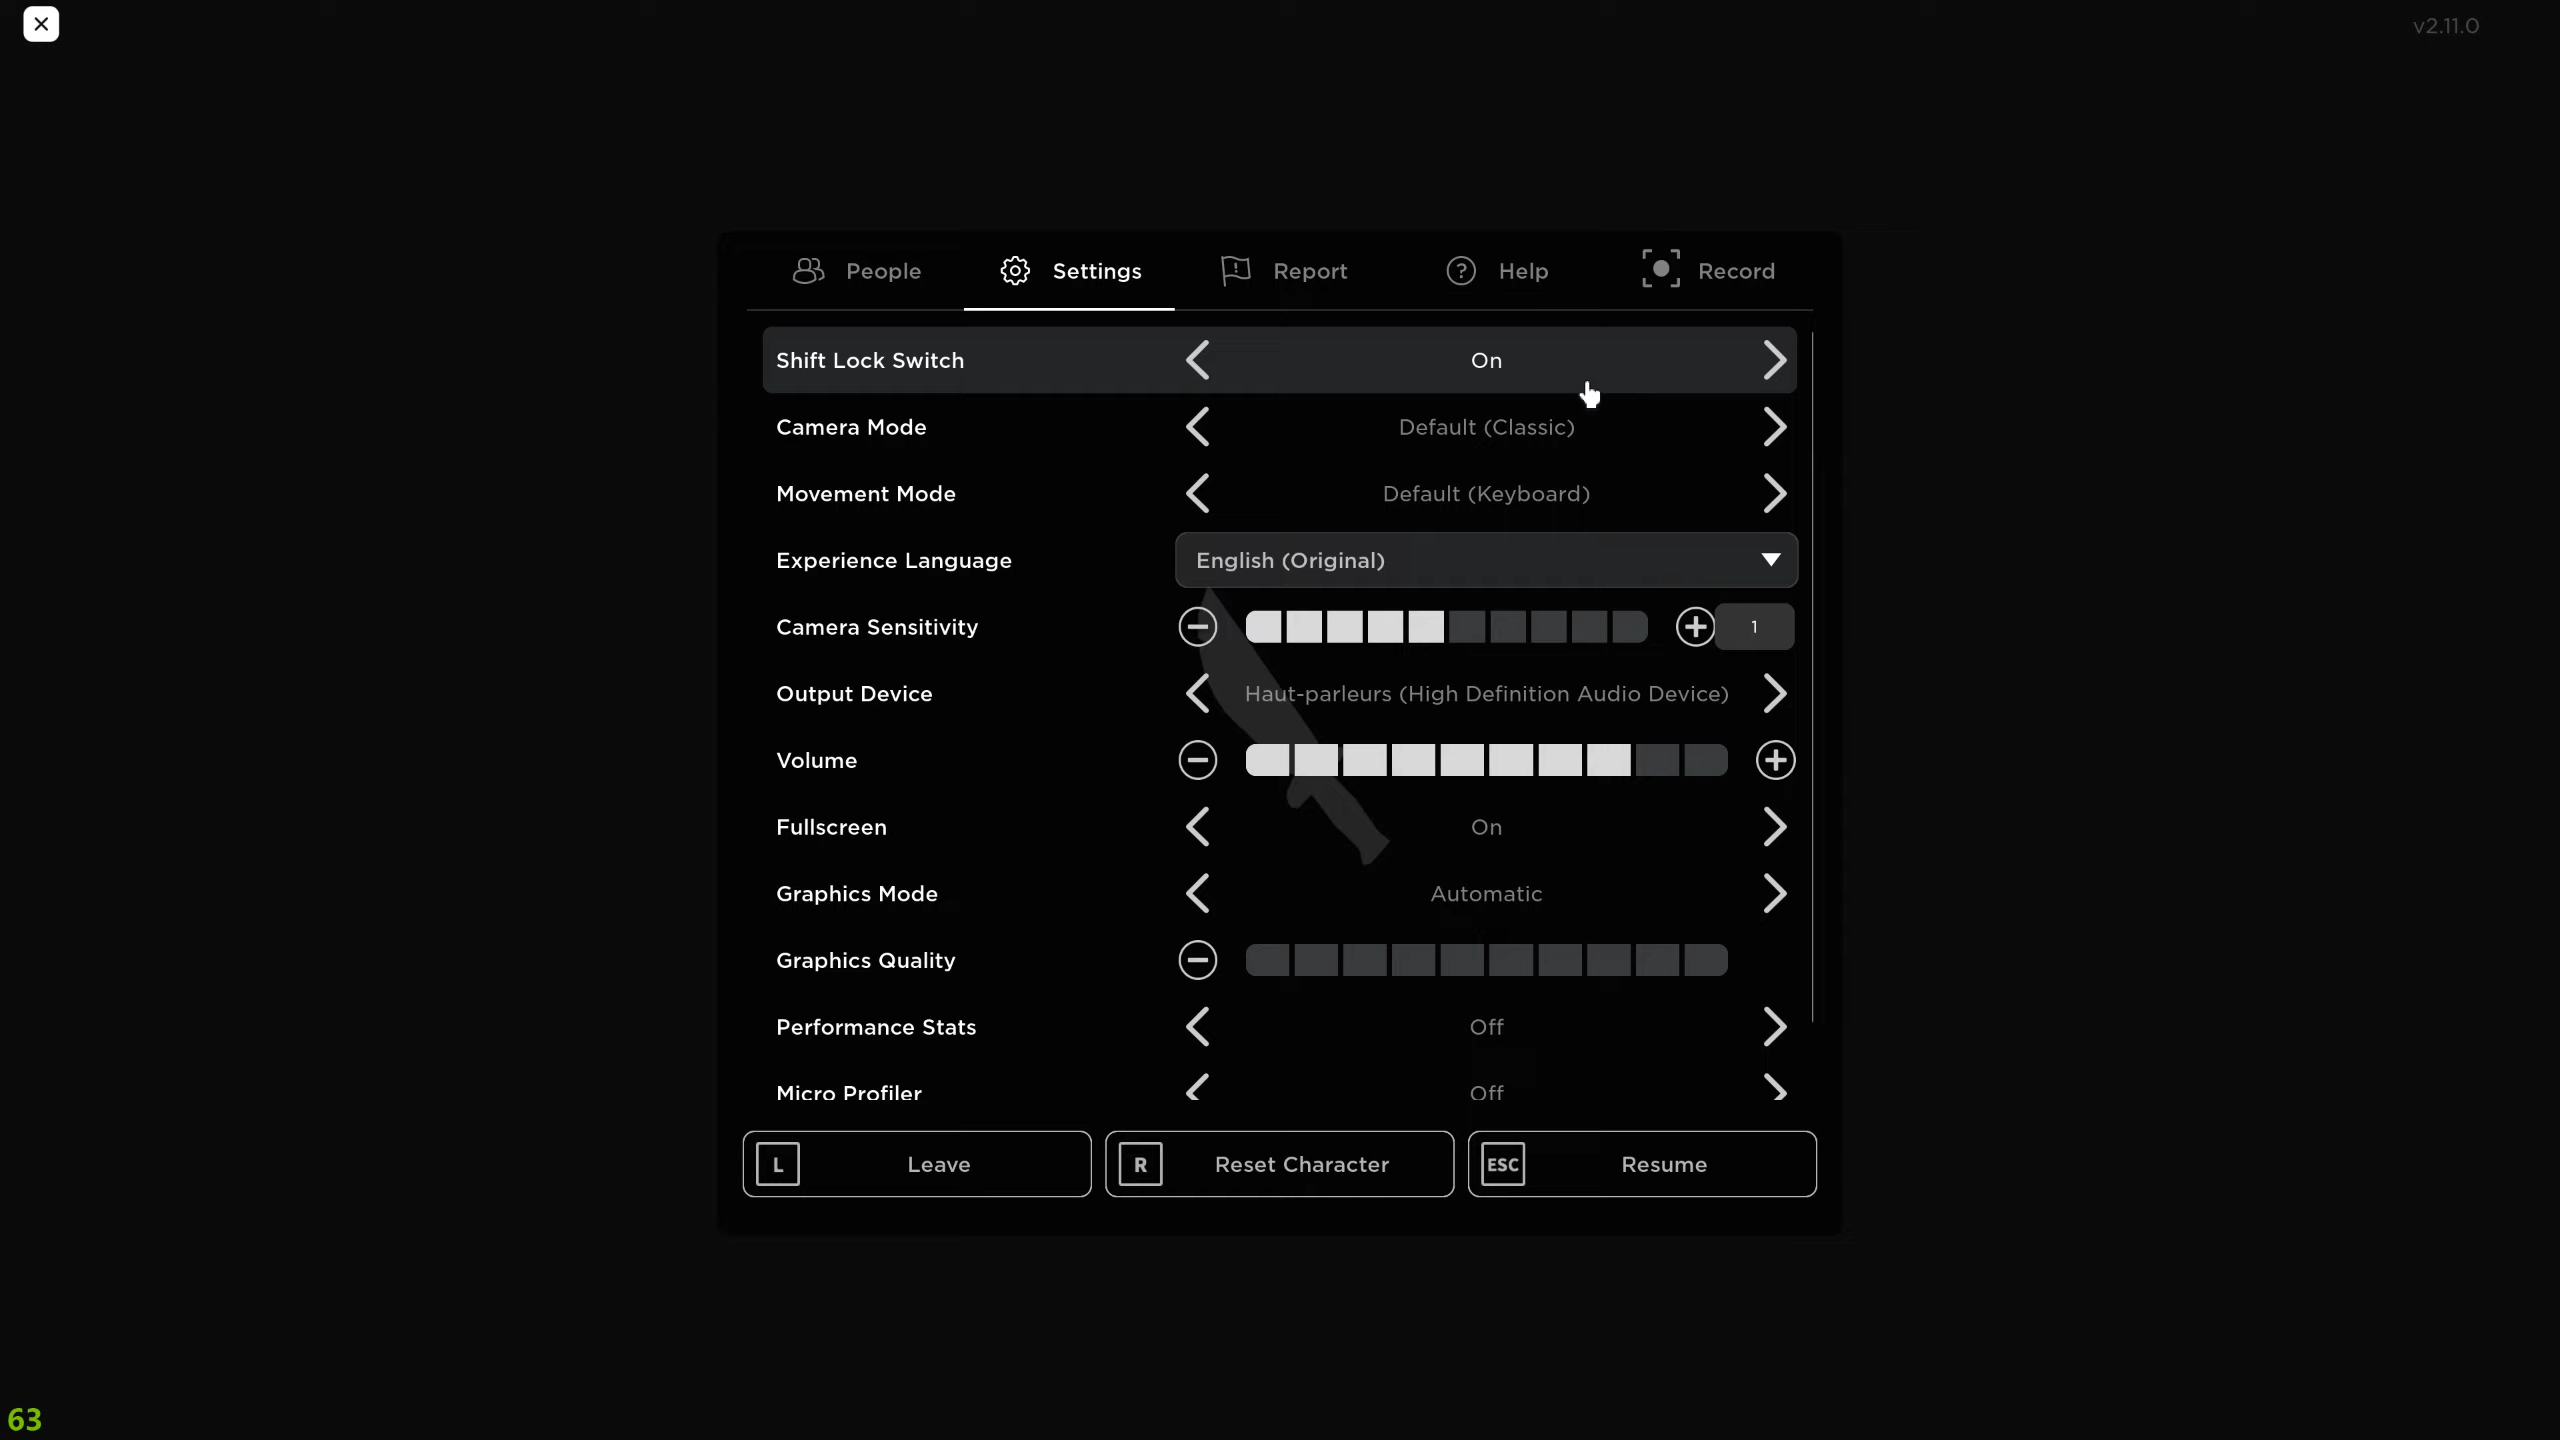 v2.11.0
People Settings Report Help Record
Shift Lock Switch On
Camera Mode Default (Classic)
Movement Mode Default (Keyboard)
Experience Language English (Original)
Camera Sensitivity 1
Output Device Haut-parleurs (High Definition Audio Device)
Volume
Fullscreen On
Graphics Mode Automatic
Graphics Quality
Performance Stats Off
Micro Profiler Off
L Leave R Reset Character ESC Resume
63